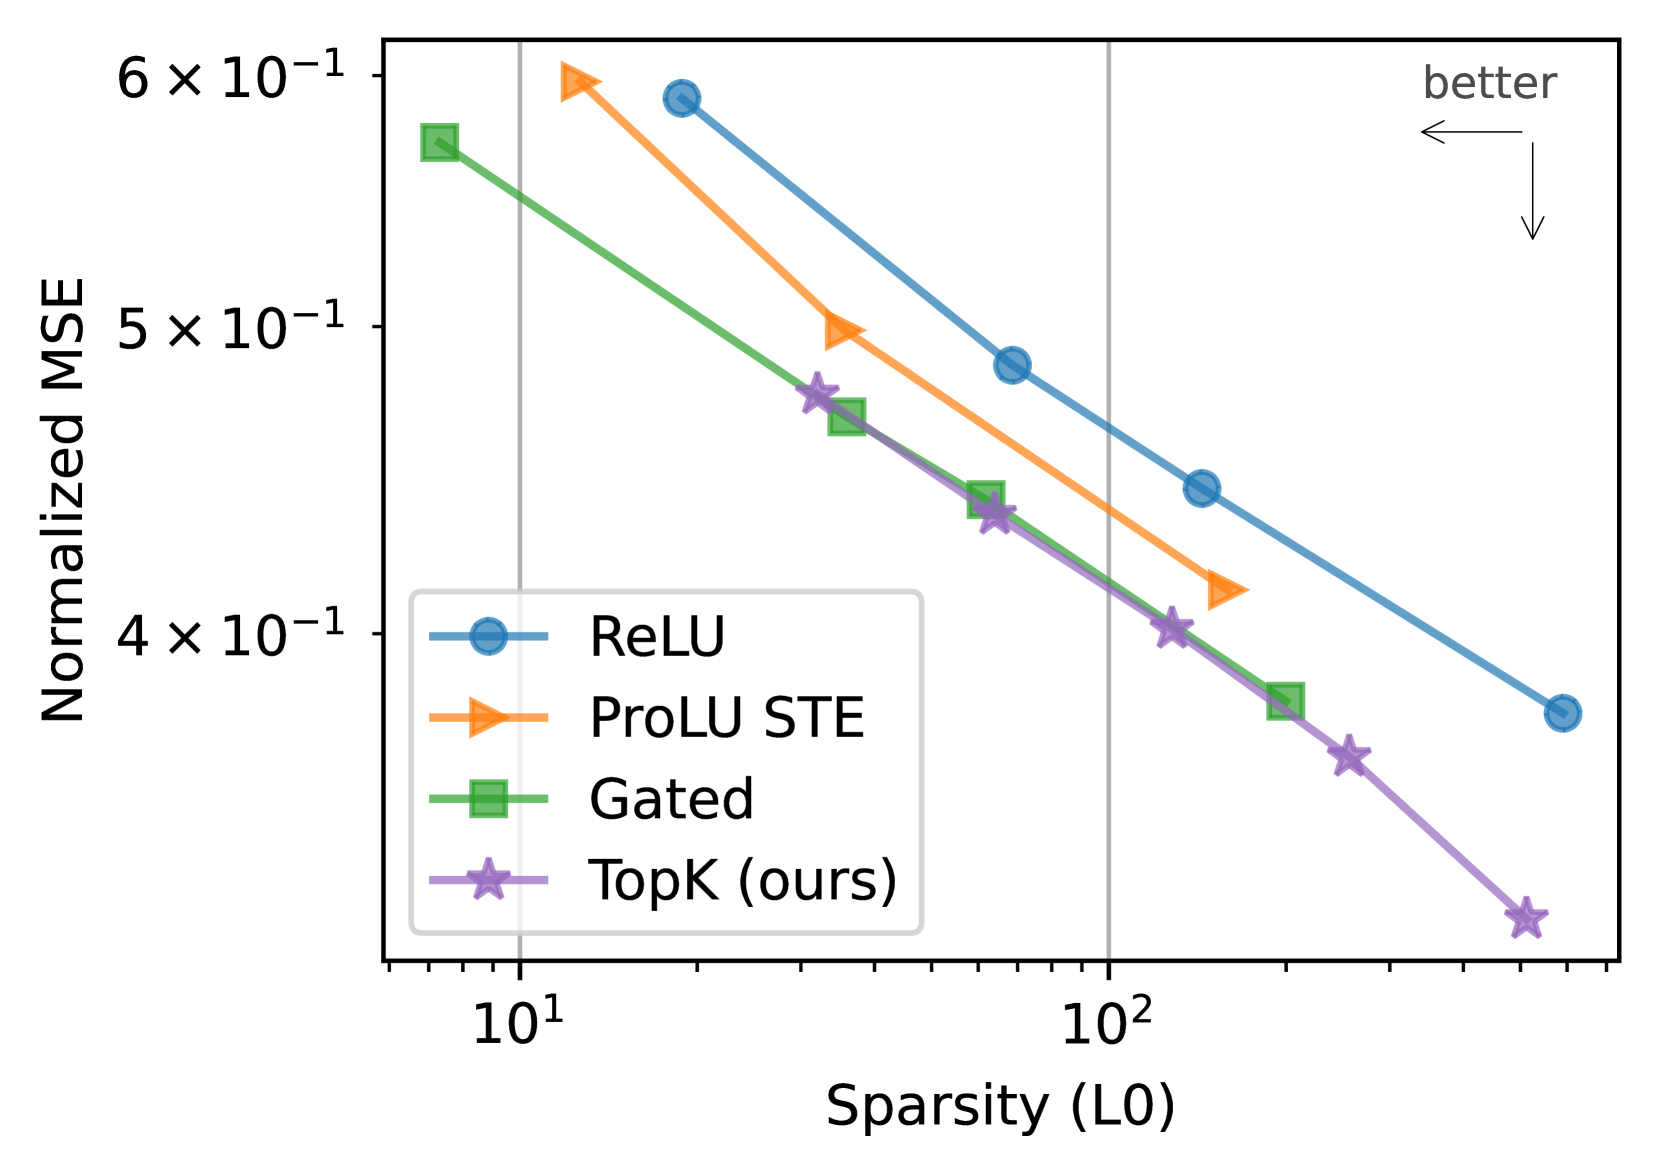 better
6 × 10⁻¹
5 × 10⁻¹
4 × 10⁻¹
Normalized MSE
ReLU
ProLU STE
Gated
TopK (ours)
10¹
10²
Sparsity (L0)